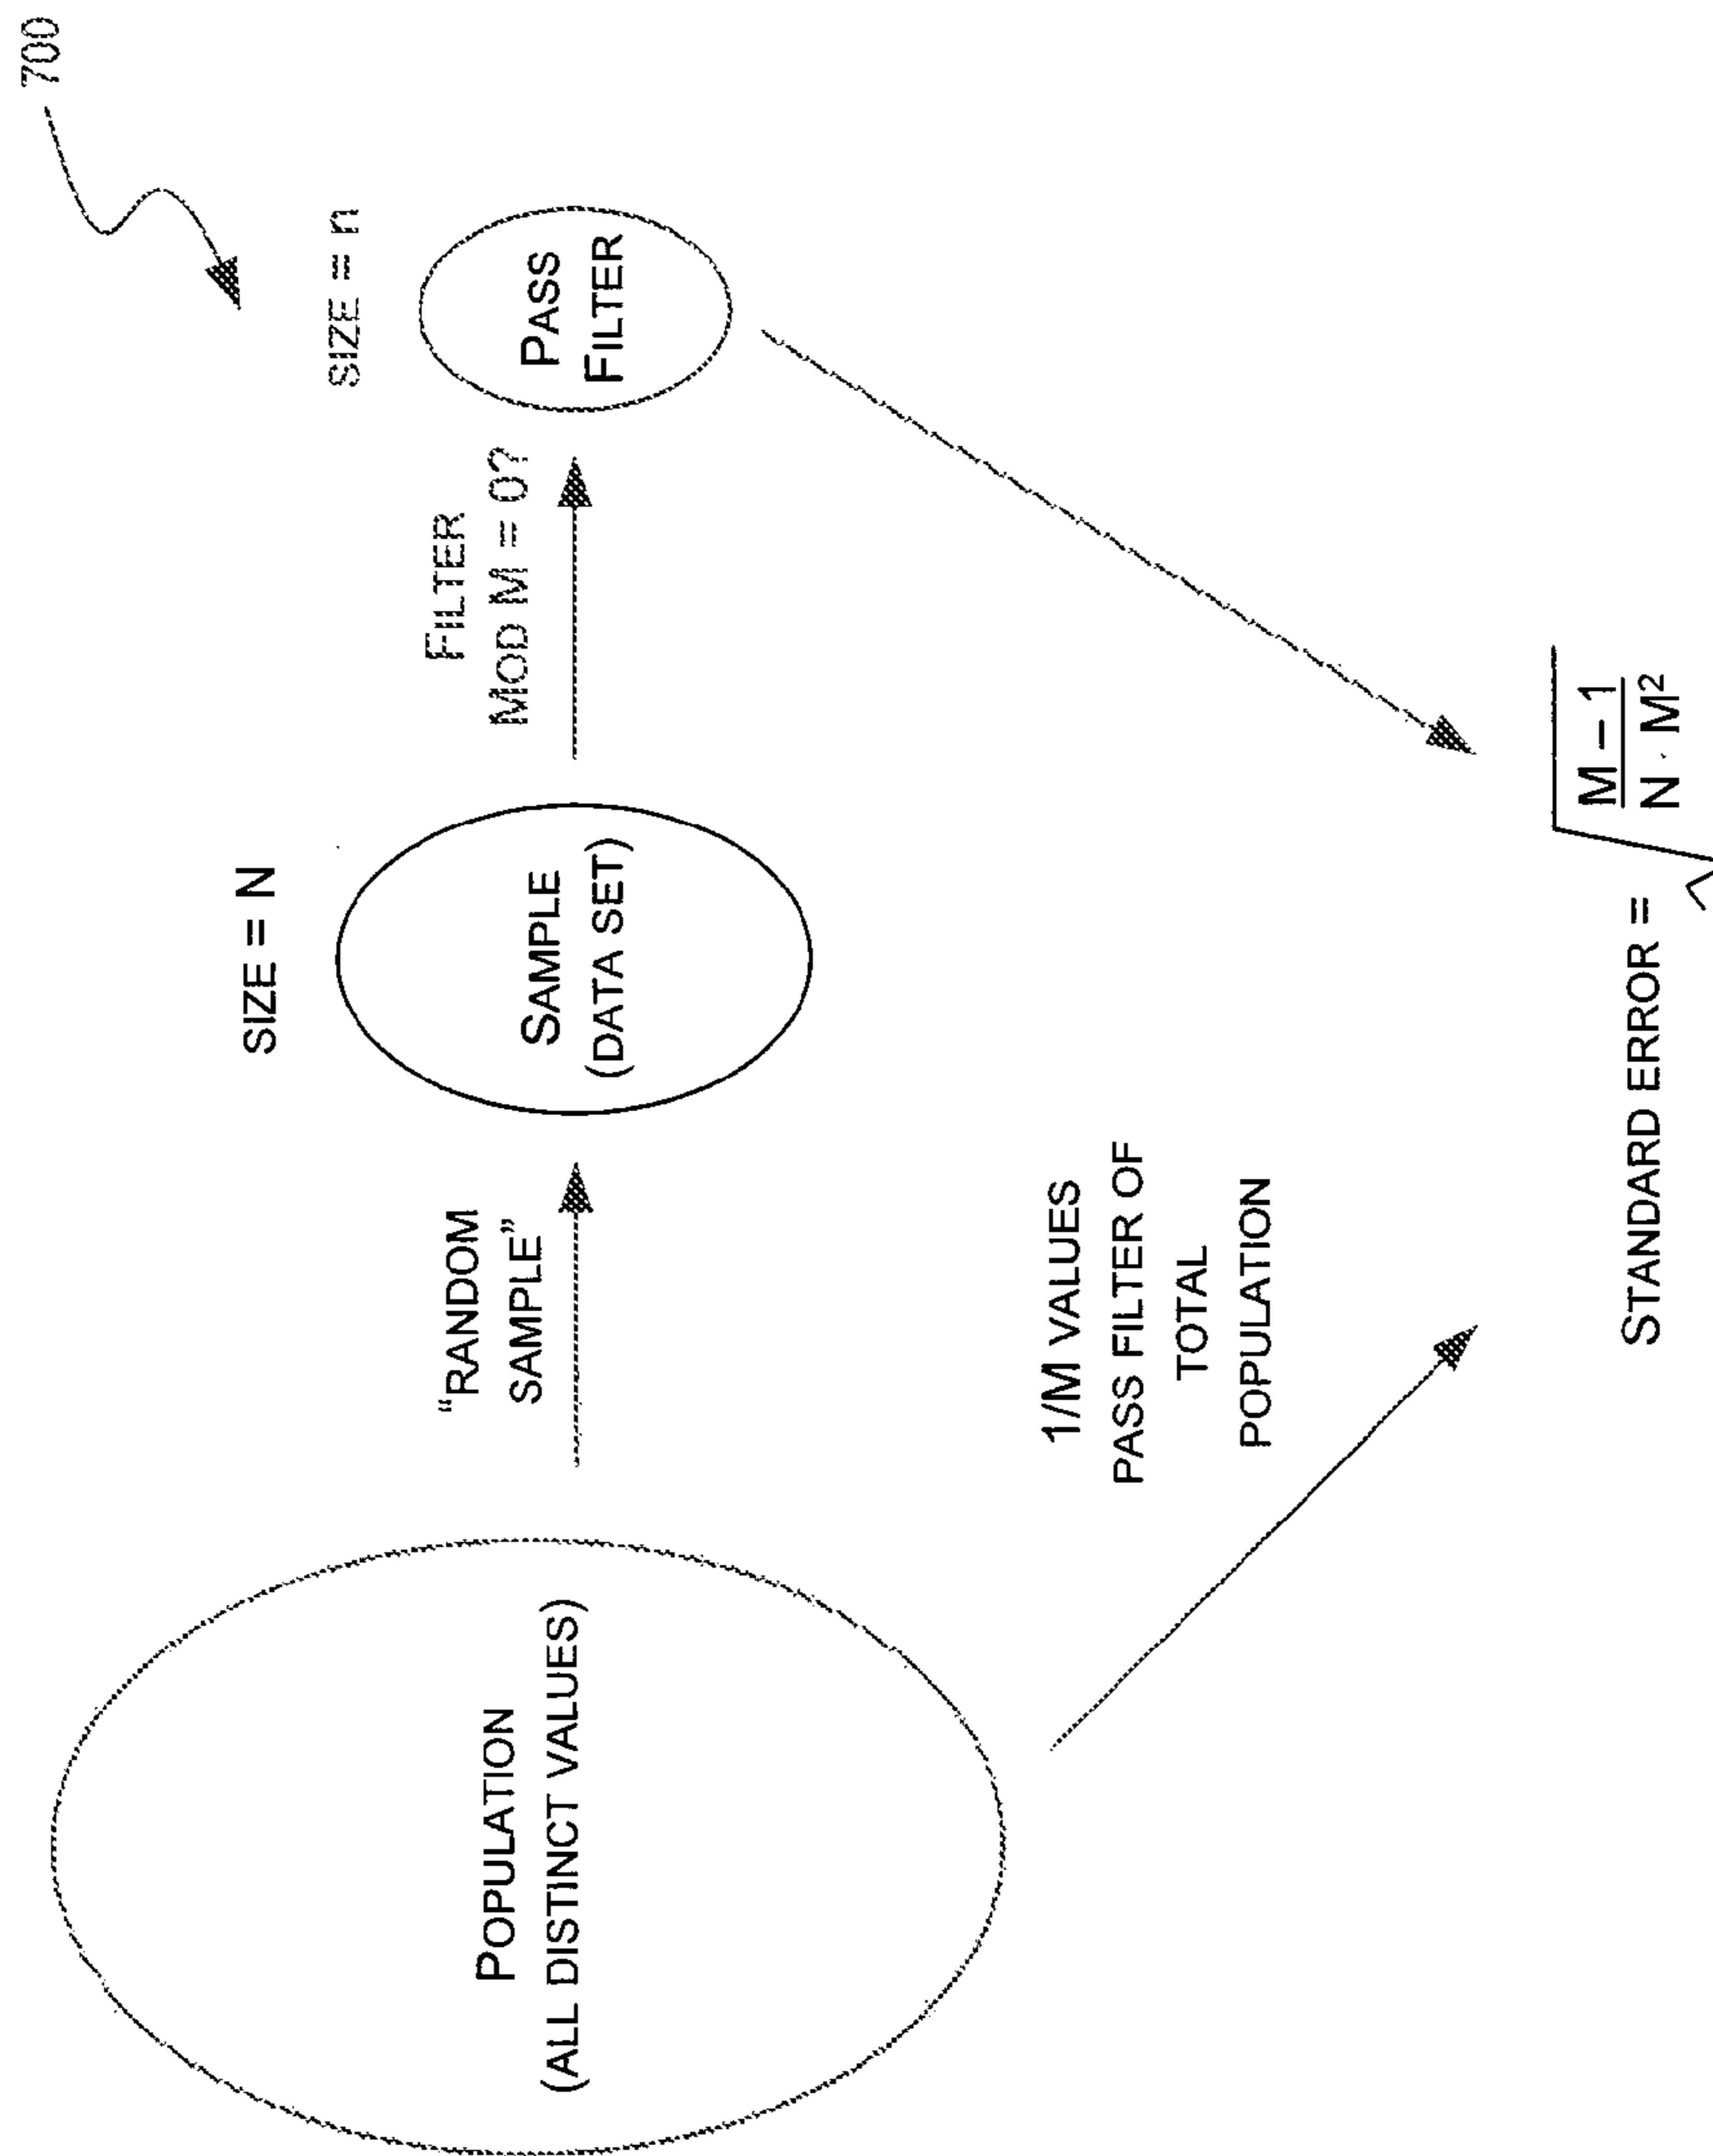 700
POPULATION
(ALL DISTINCT VALUES)
"RANDOM
SAMPLE"
SIZE = N
SAMPLE
(DATA SET)
FILTER
MOD M = 0?
SIZE = n
PASS
FILTER
1/M VALUES
PASS FILTER OF
TOTAL
POPULATION
STANDARD ERROR = √
M – 1
N · M²